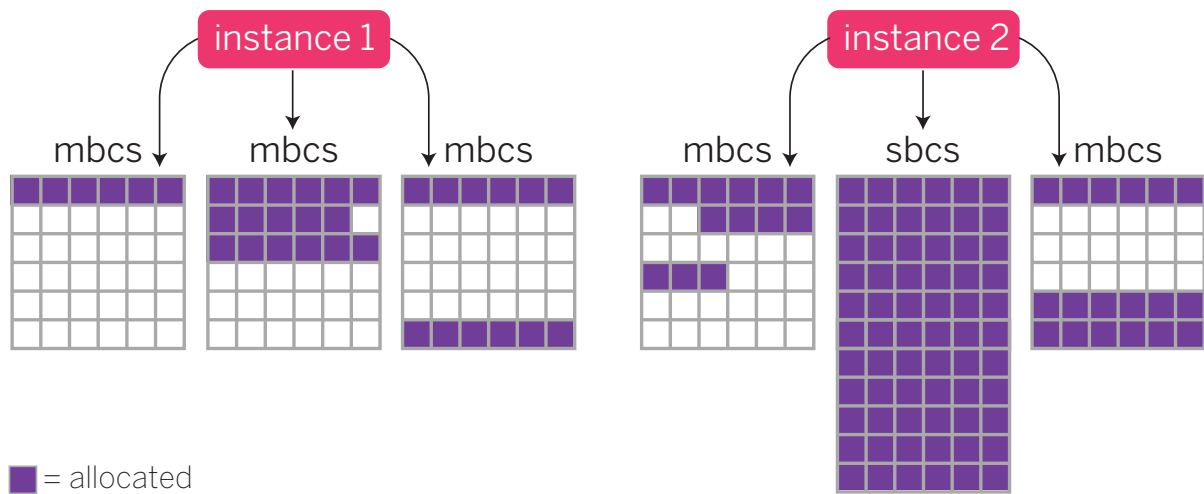 instance 1
instance 2
mbcs
mbcs
mbcs
mbcs
sbcs
mbcs
= allocated